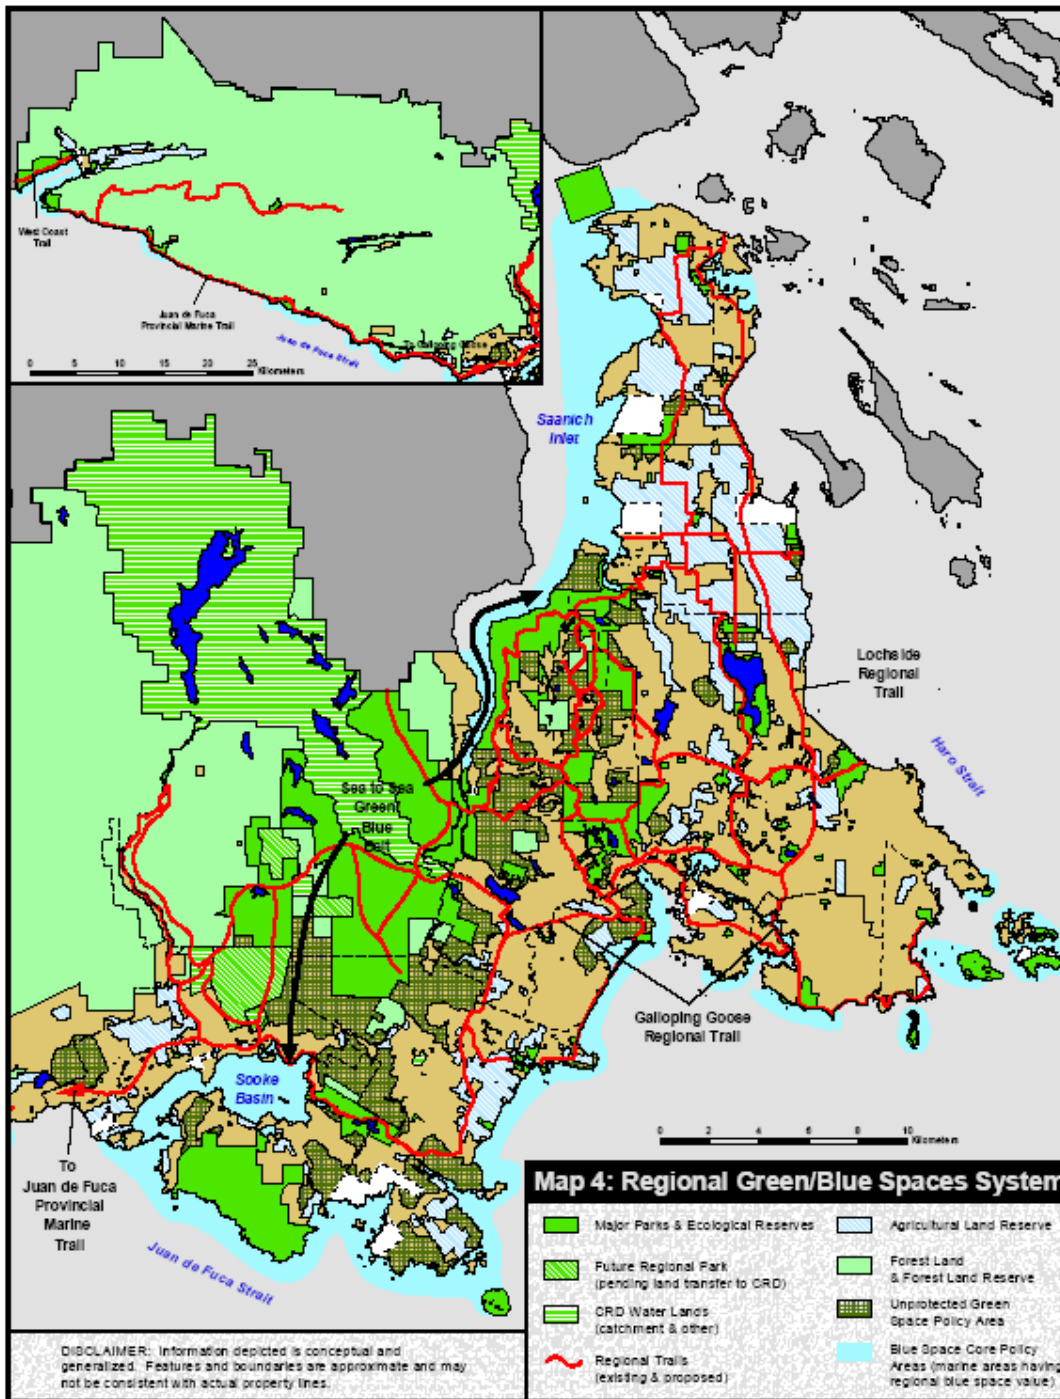 West Coast
Trail
Juan de Fuca
Provincial Marine Trail
Juan de Fuca Strait
To Galloping Goose
0 5 10 15 20 25
Kilometers
Saanich
Inlet
Lochside
Regional
Trail
Haro Strait
Sea to Sea
Green/
Blue
Belt
Galloping Goose
Regional Trail
Sooke
Basin
0 2 4 6 8 10
Kilometers
To
Juan de Fuca
Provincial
Marine
Trail
Juan de Fuca Strait
Map 4: Regional Green/Blue Spaces System
Major Parks & Ecological Reserves
Future Regional Park
(pending land transfer to CRD)
CRD Water Lands
(catchment & other)
Regional Trails
(existing & proposed)
Agricultural Land Reserve
Forest Land
& Forest Land Reserve
Unprotected Green
Space Policy Area
Blue Space Core Policy
Areas (marine areas having
regional blue space value)
DISCLAIMER: Information depicted is conceptual and
generalized. Features and boundaries are approximate and may
not be consistent with actual property lines.